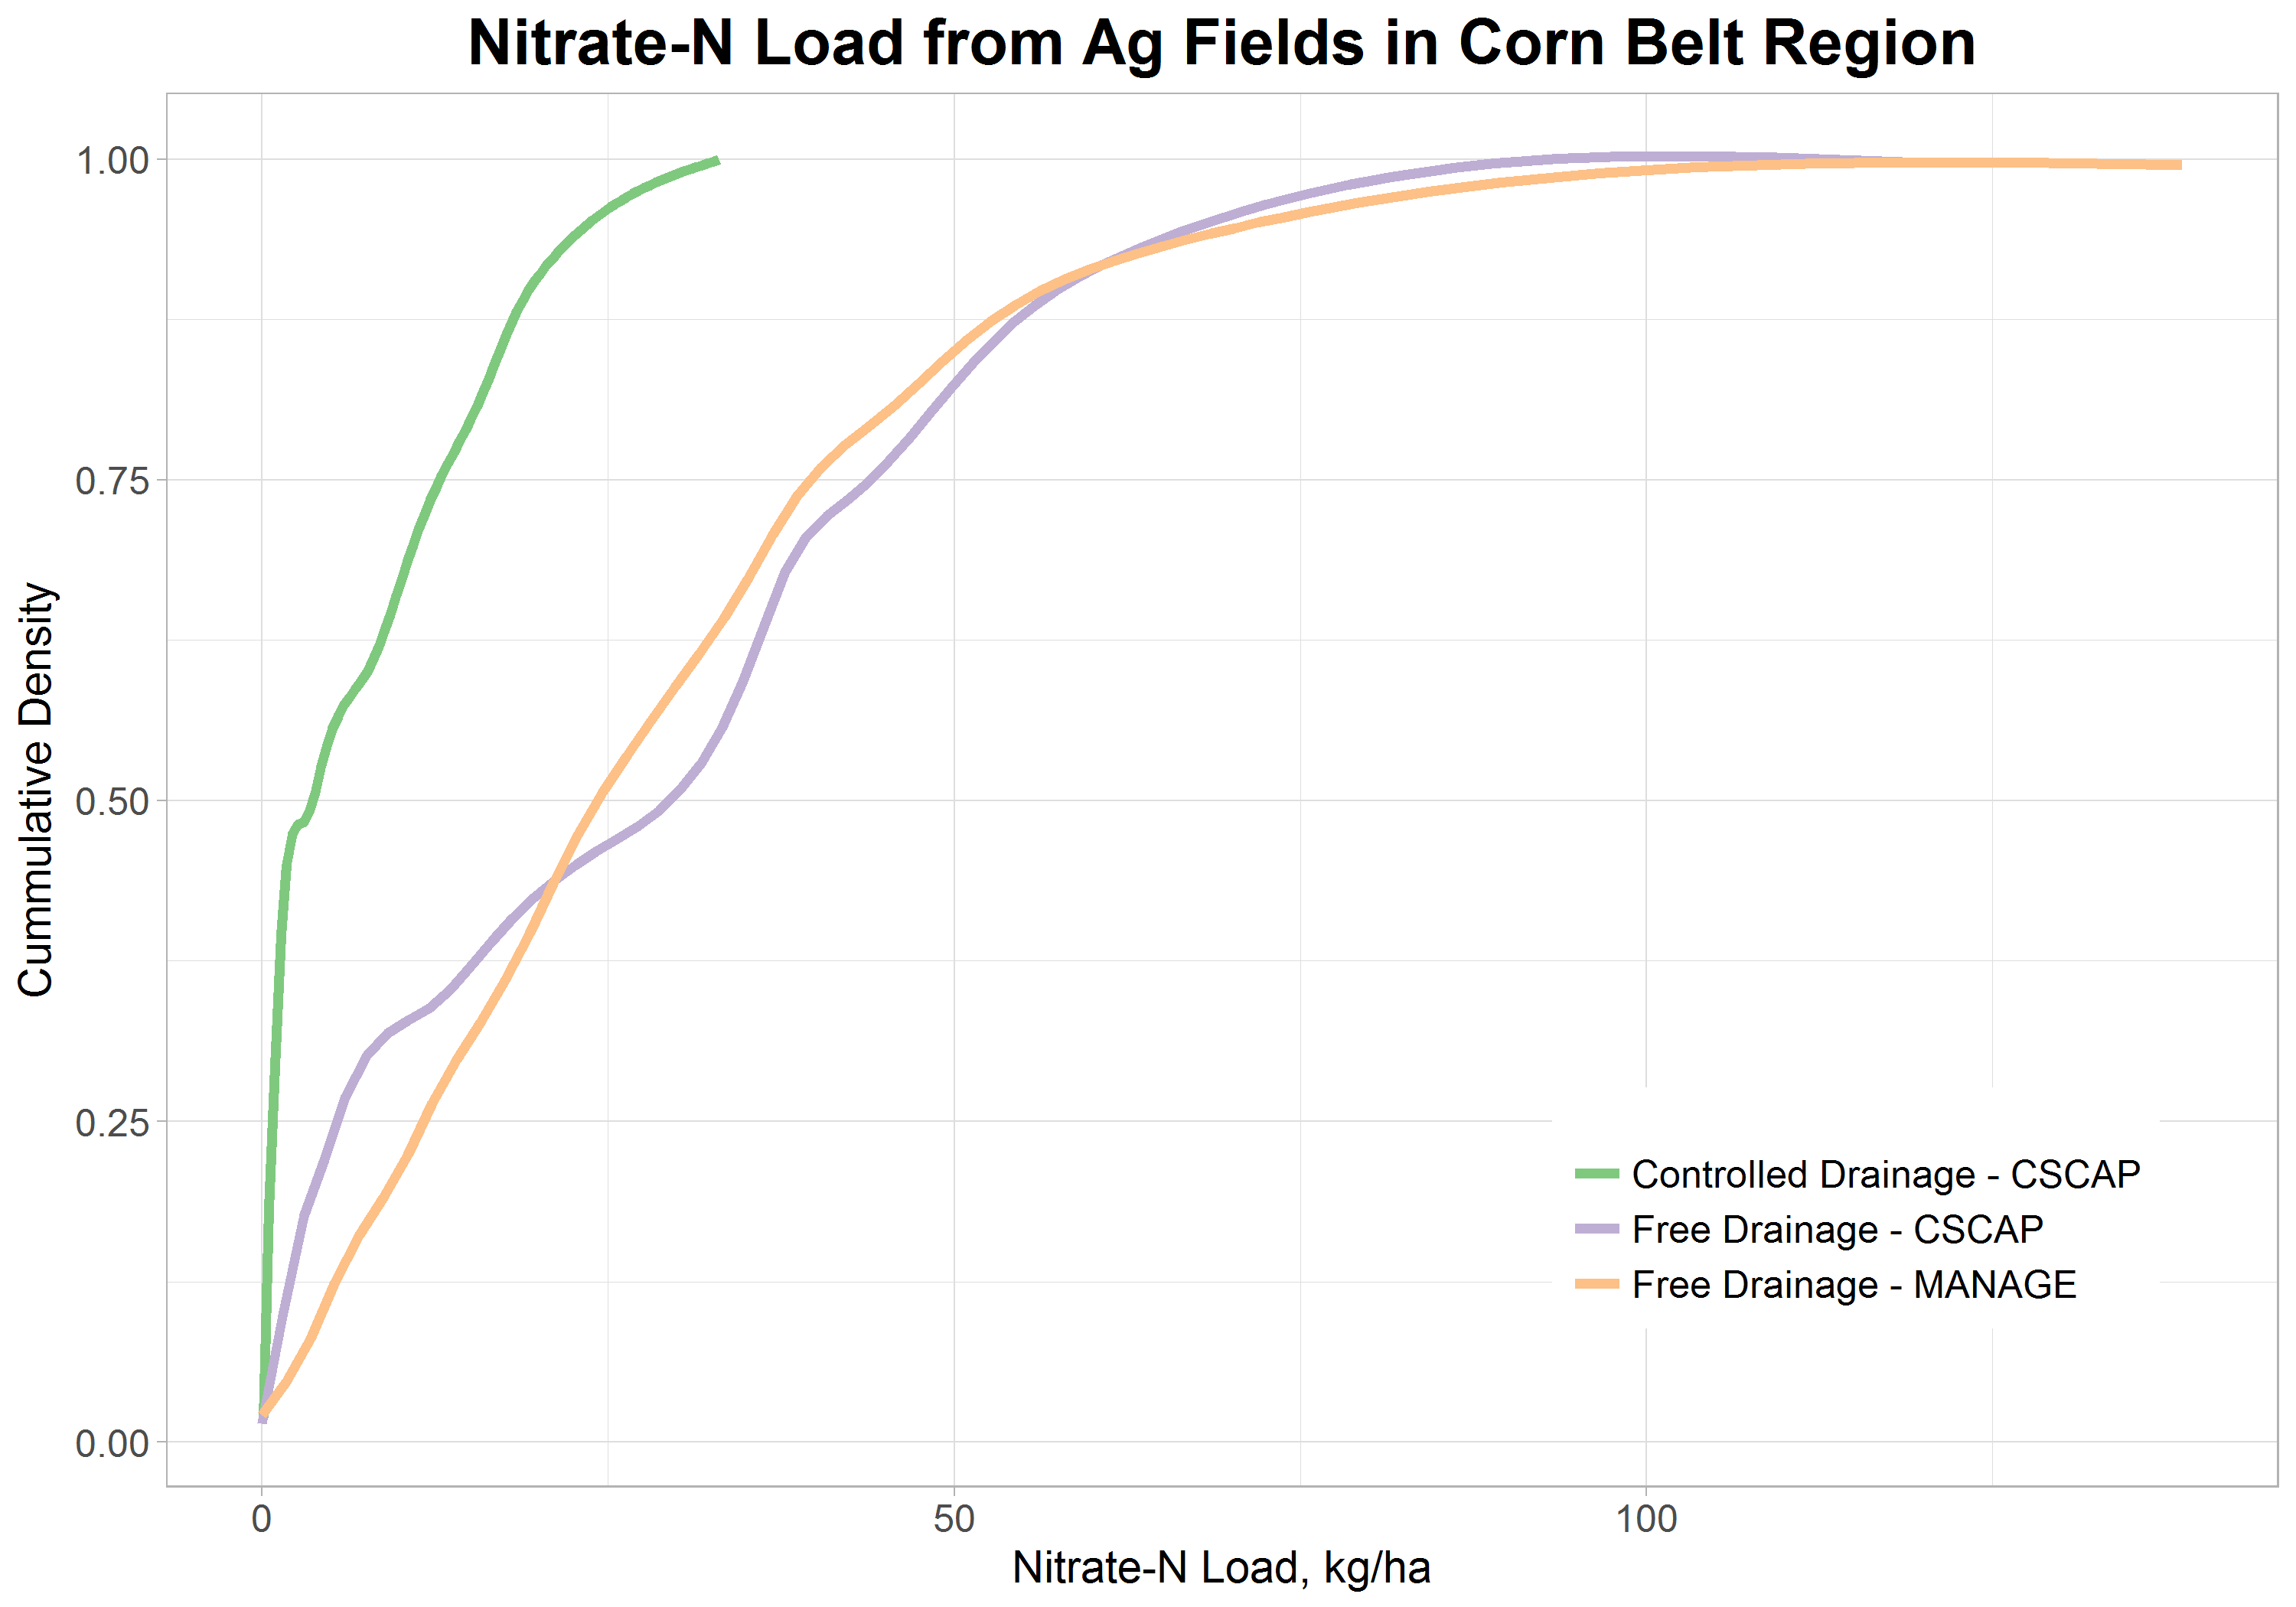 Nitrate-N Load from Ag Fields in Corn Belt Region
Cummulative Density
1.00
0.75
0.50
0.25
0.00
Controlled Drainage - CSCAP
Free Drainage - CSCAP
Free Drainage - MANAGE
0 50 100
Nitrate-N Load, kg/ha